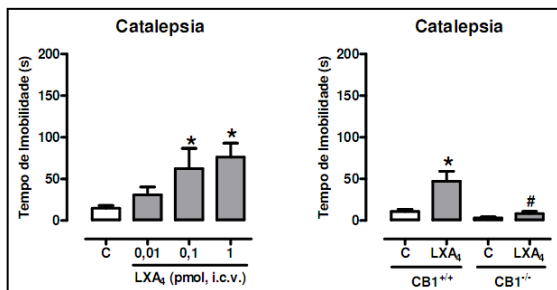 Catalepsia
Tempo de Imobilidade (s)
200
150
100
50
0
*
*
C
0,01
0,1
1
LXA₄ (pmol, i.c.v.)
Catalepsia
Tempo de Imobilidade (s)
200
150
100
50
0
*
#
C
LXA₄
C
LXA₄
CB1⁺/⁺
CB1⁻/⁻